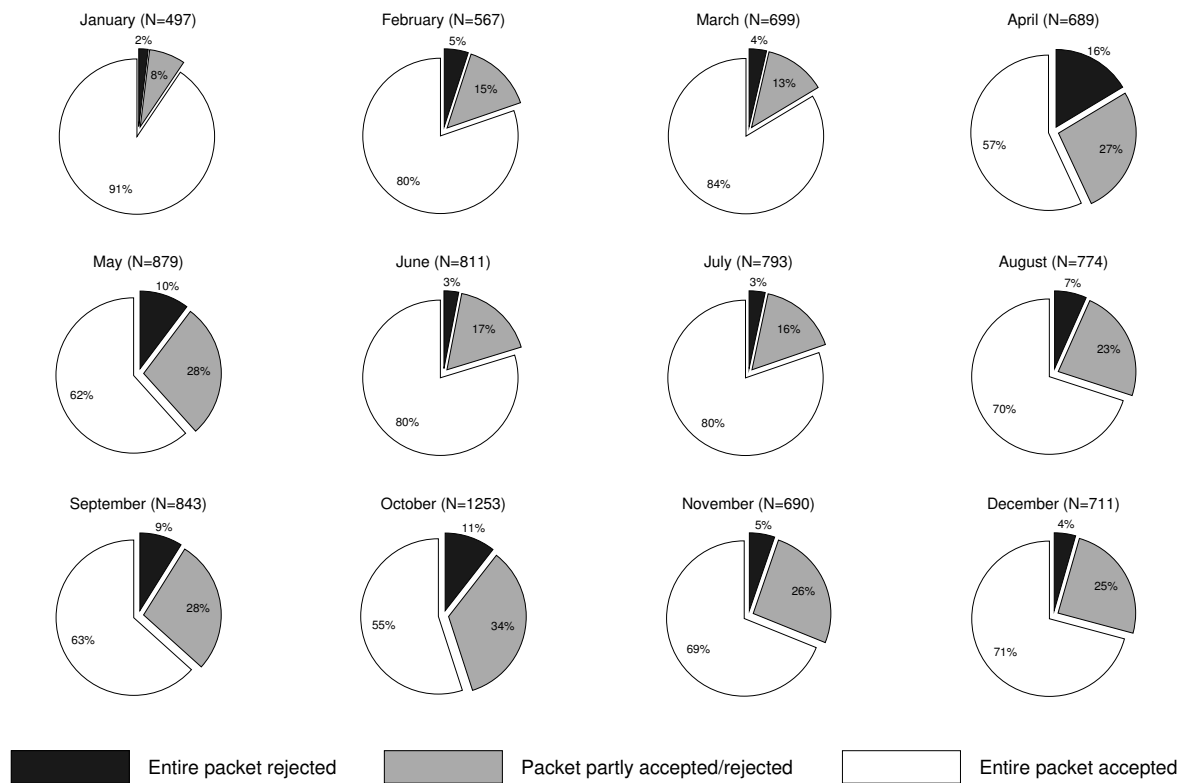 January (N=497)
2%
8%
91%
February (N=567)
5%
15%
80%
March (N=699)
4%
13%
84%
April (N=689)
16%
27%
57%
May (N=879)
10%
28%
62%
June (N=811)
3%
17%
80%
July (N=793)
3%
16%
80%
August (N=774)
7%
23%
70%
September (N=843)
9%
28%
63%
October (N=1253)
11%
34%
55%
November (N=690)
5%
26%
69%
December (N=711)
4%
25%
71%
Entire packet rejected
Packet partly accepted/rejected
Entire packet accepted